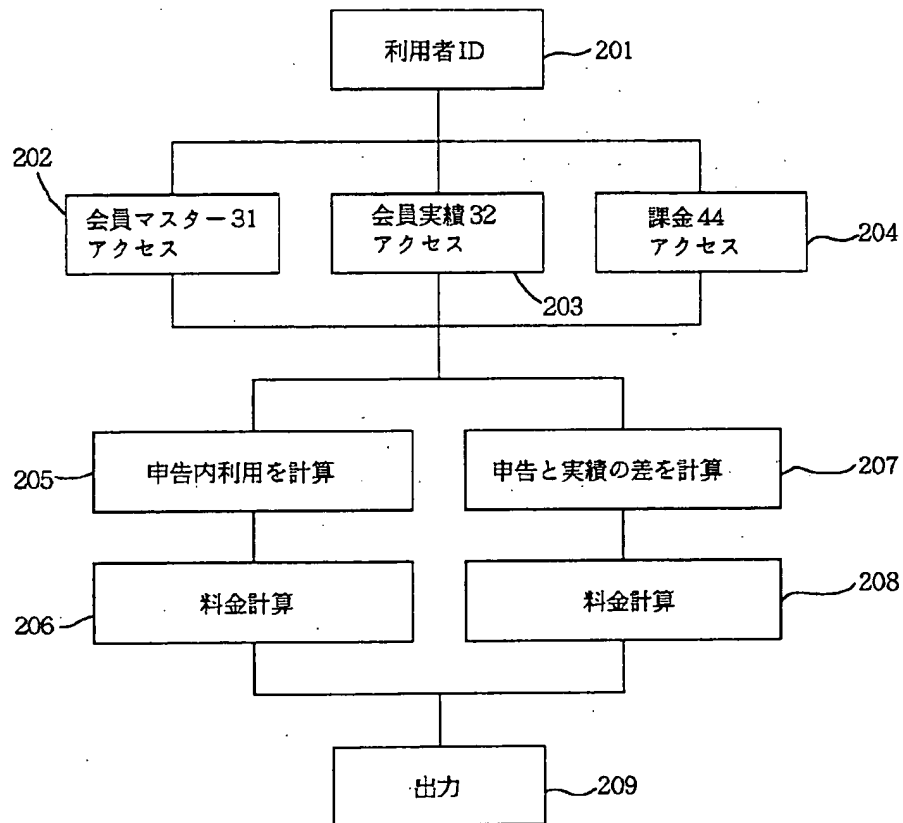 利用者ID
201
202
会員マスター31
アクセス
会員実績32
アクセス
203
課金44
アクセス
204
205
申告内利用を計算
申告と実績の差を計算
207
206
料金計算
料金計算
208
出力
209